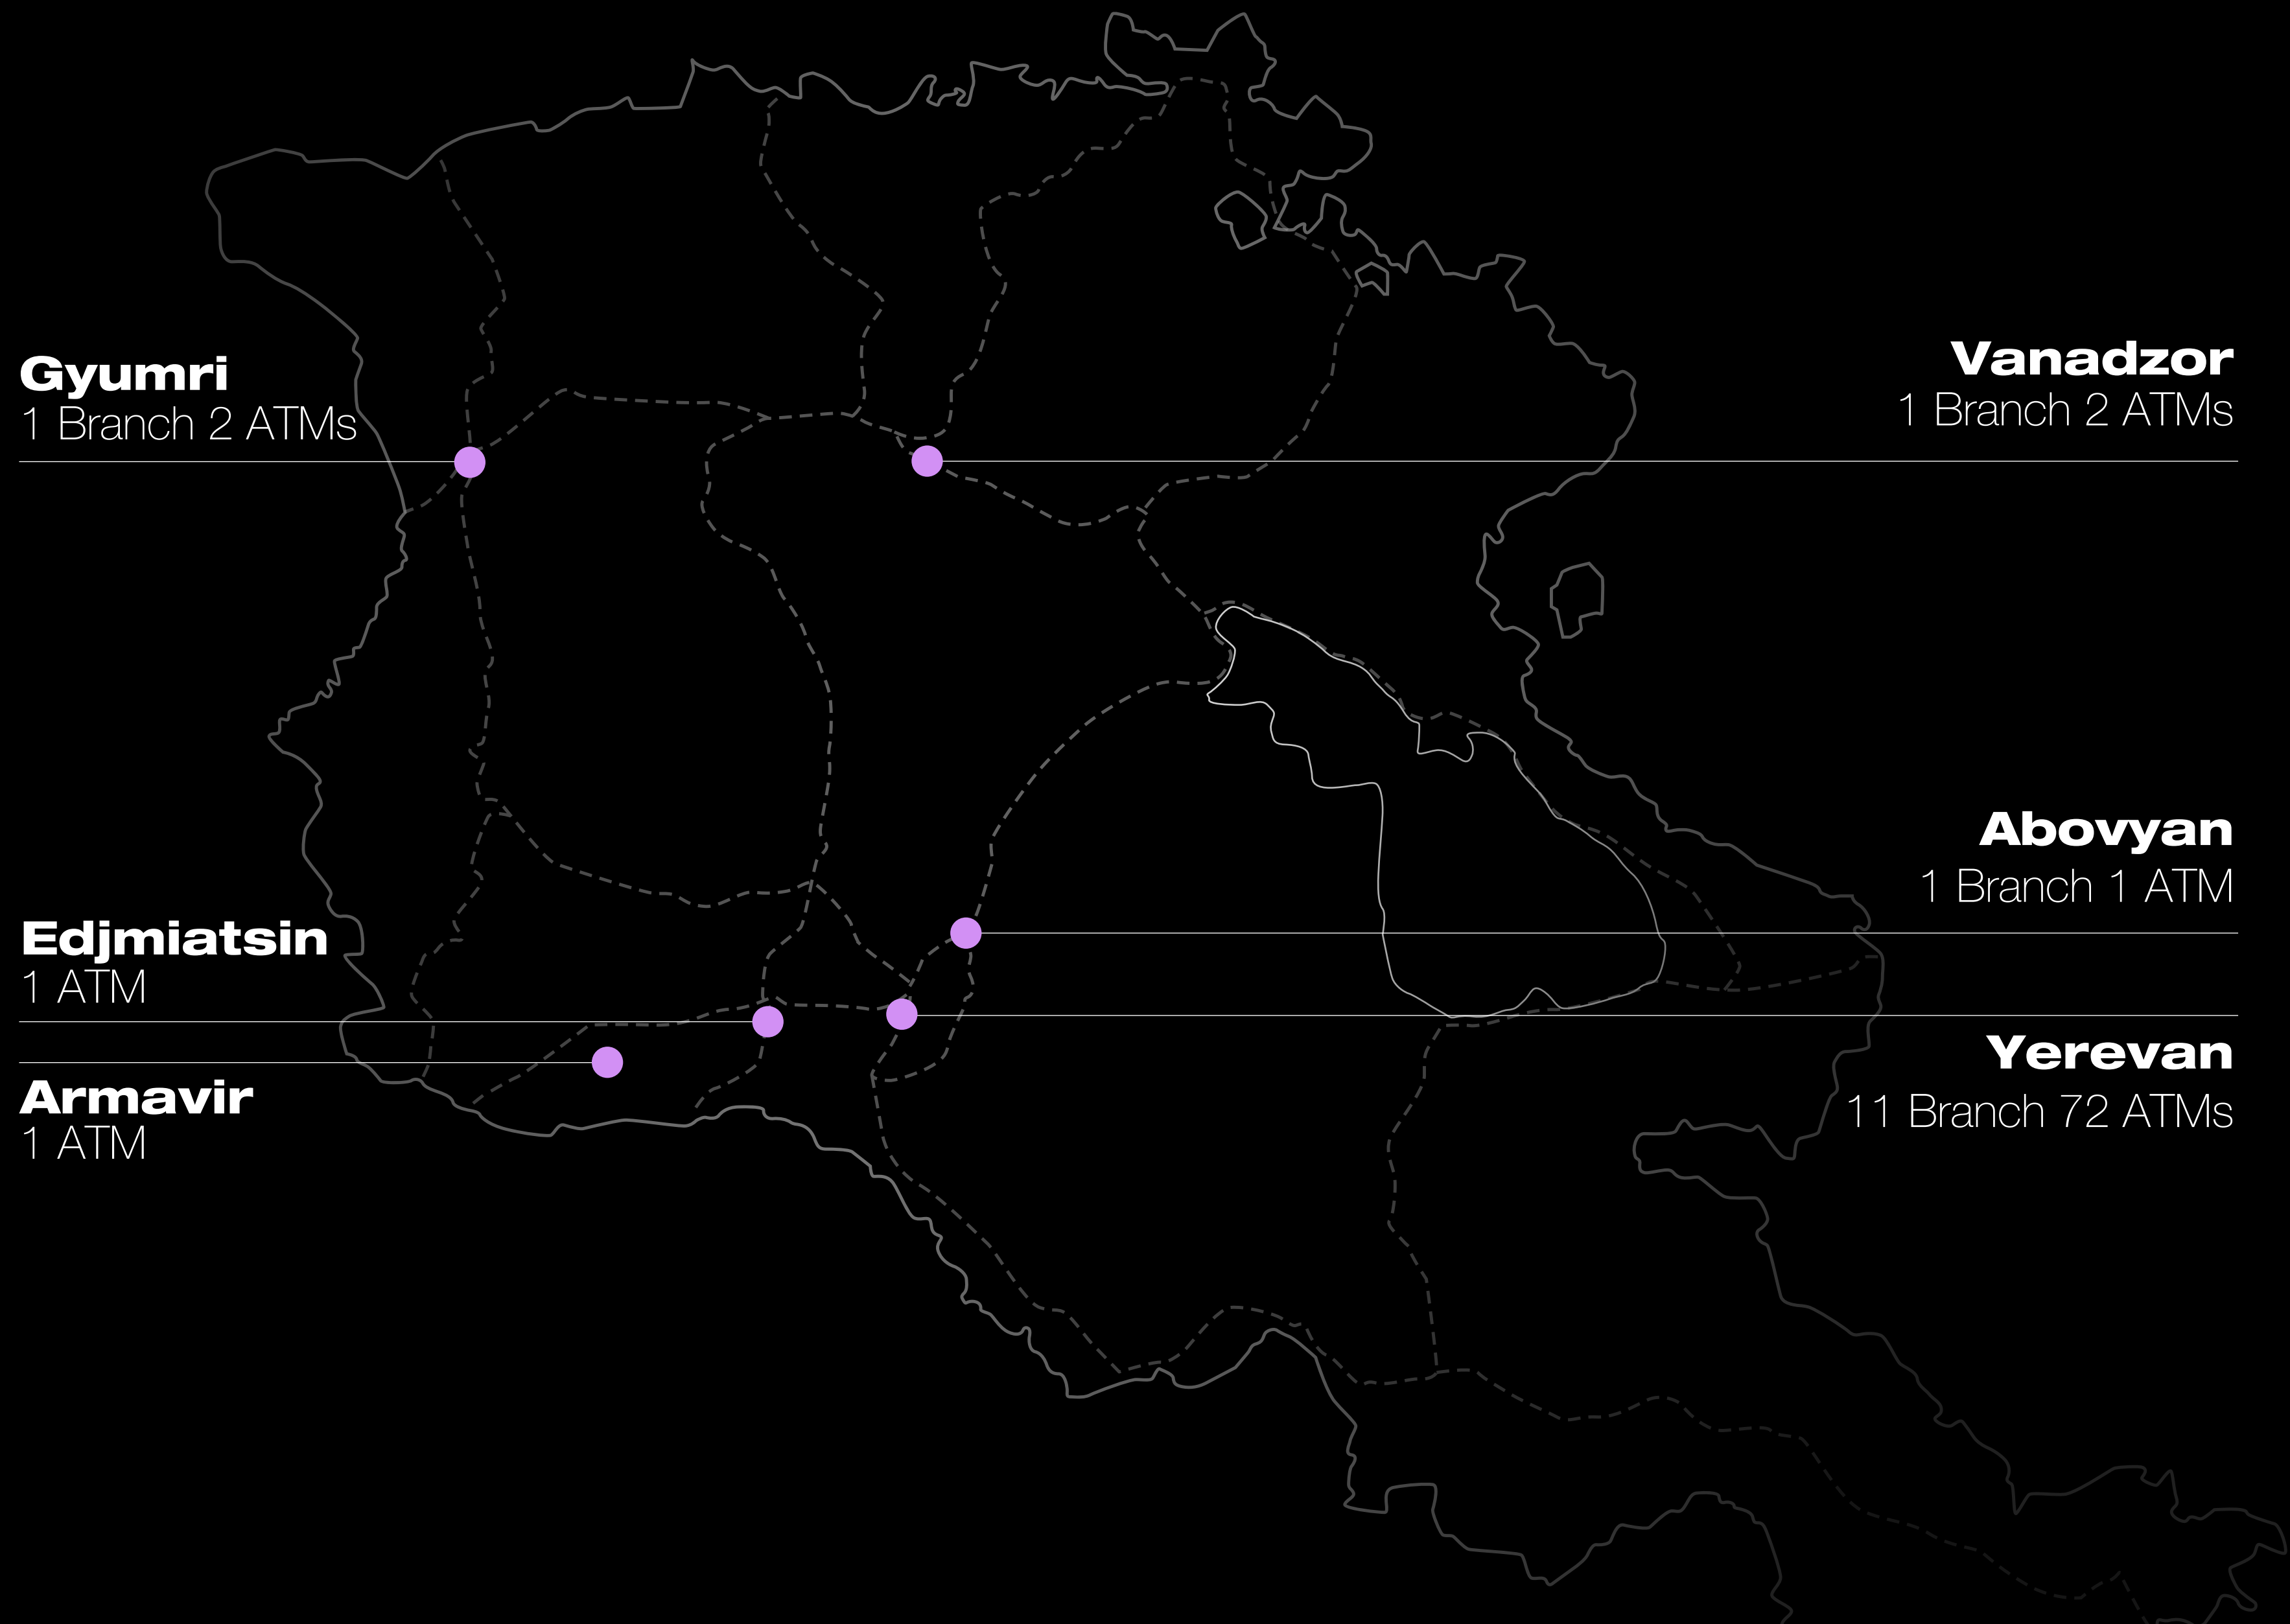 Gyumri
1 Branch 2 ATMs
Vanadzor
1 Branch 2 ATMs
Abovyan
1 Branch 1 ATM
Edjmiatsin
1 ATM
Yerevan
11 Branch 72 ATMs
Armavir
1 ATM